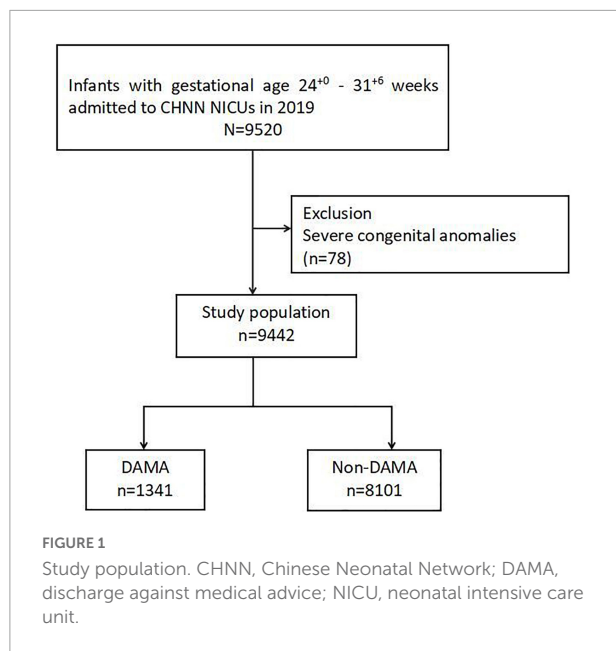 Infants with gestational age 24+0 - 31+6 weeks
admitted to CHNN NICUs in 2019
N=9520
Exclusion
Severe congenital anomalies
(n=78)
Study population
n=9442
DAMA
n=1341
Non-DAMA
n=8101
FIGURE 1
Study population. CHNN, Chinese Neonatal Network; DAMA,
discharge against medical advice; NICU, neonatal intensive care
unit.